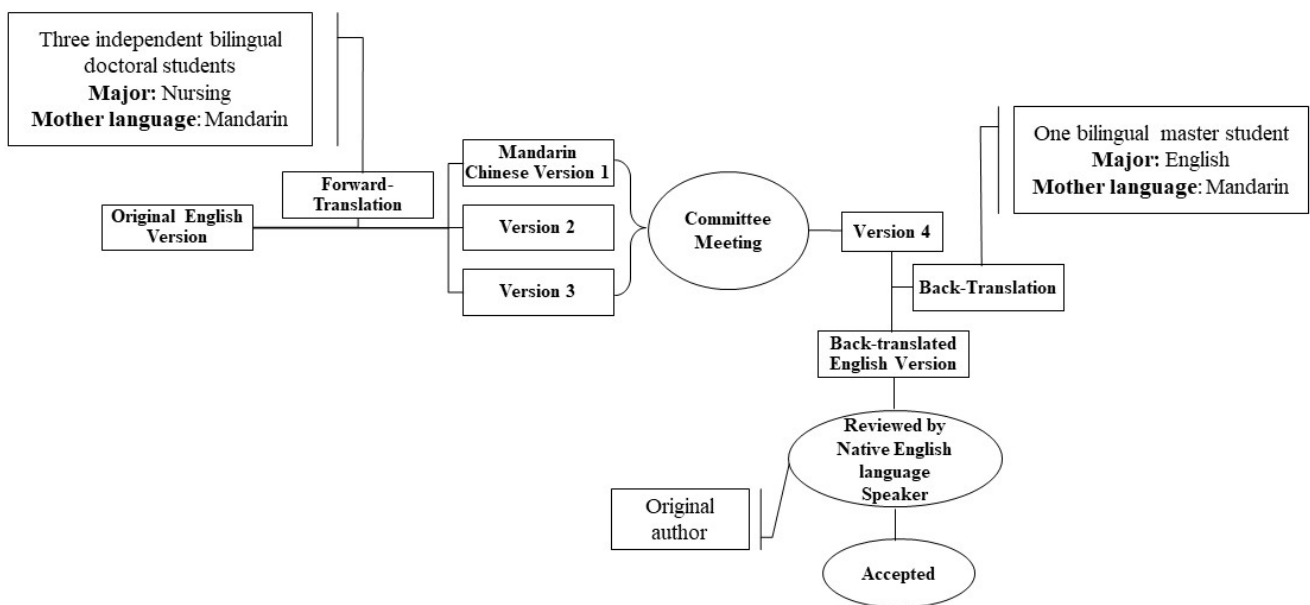 Three independent bilingual
doctoral students
Major: Nursing
Mother language: Mandarin
Original English
Version
Forward-
Translation
Mandarin
Chinese Version 1
Version 2
Version 3
Committee
Meeting
Version 4
One bilingual master student
Major: English
Mother language: Mandarin
Back-Translation
Back-translated
English Version
Reviewed by
Native English
language
Speaker
Original
author
Accepted